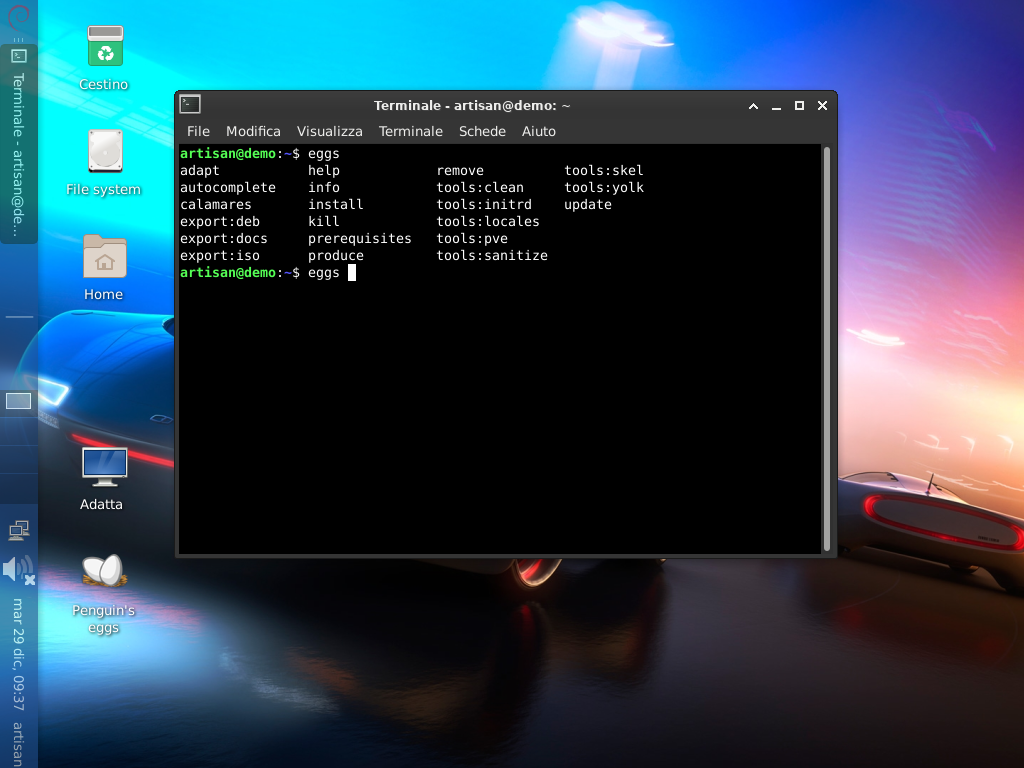 Terminale - artisan@de...
mar 29 dic, 09:37
artisan
Cestino
File system
Home
Adatta
Penguin's
eggs
Terminale - artisan@demo: ~
File Modifica Visualizza Terminale Schede Aiuto
artisan@demo:~$ eggs
adapt help remove tools:skel
autocomplete info tools:clean tools:yolk
calamares install tools:initrd update
export:deb kill tools:locales
export:docs prerequisites tools:pve
export:iso produce tools:sanitize
artisan@demo:~$ eggs